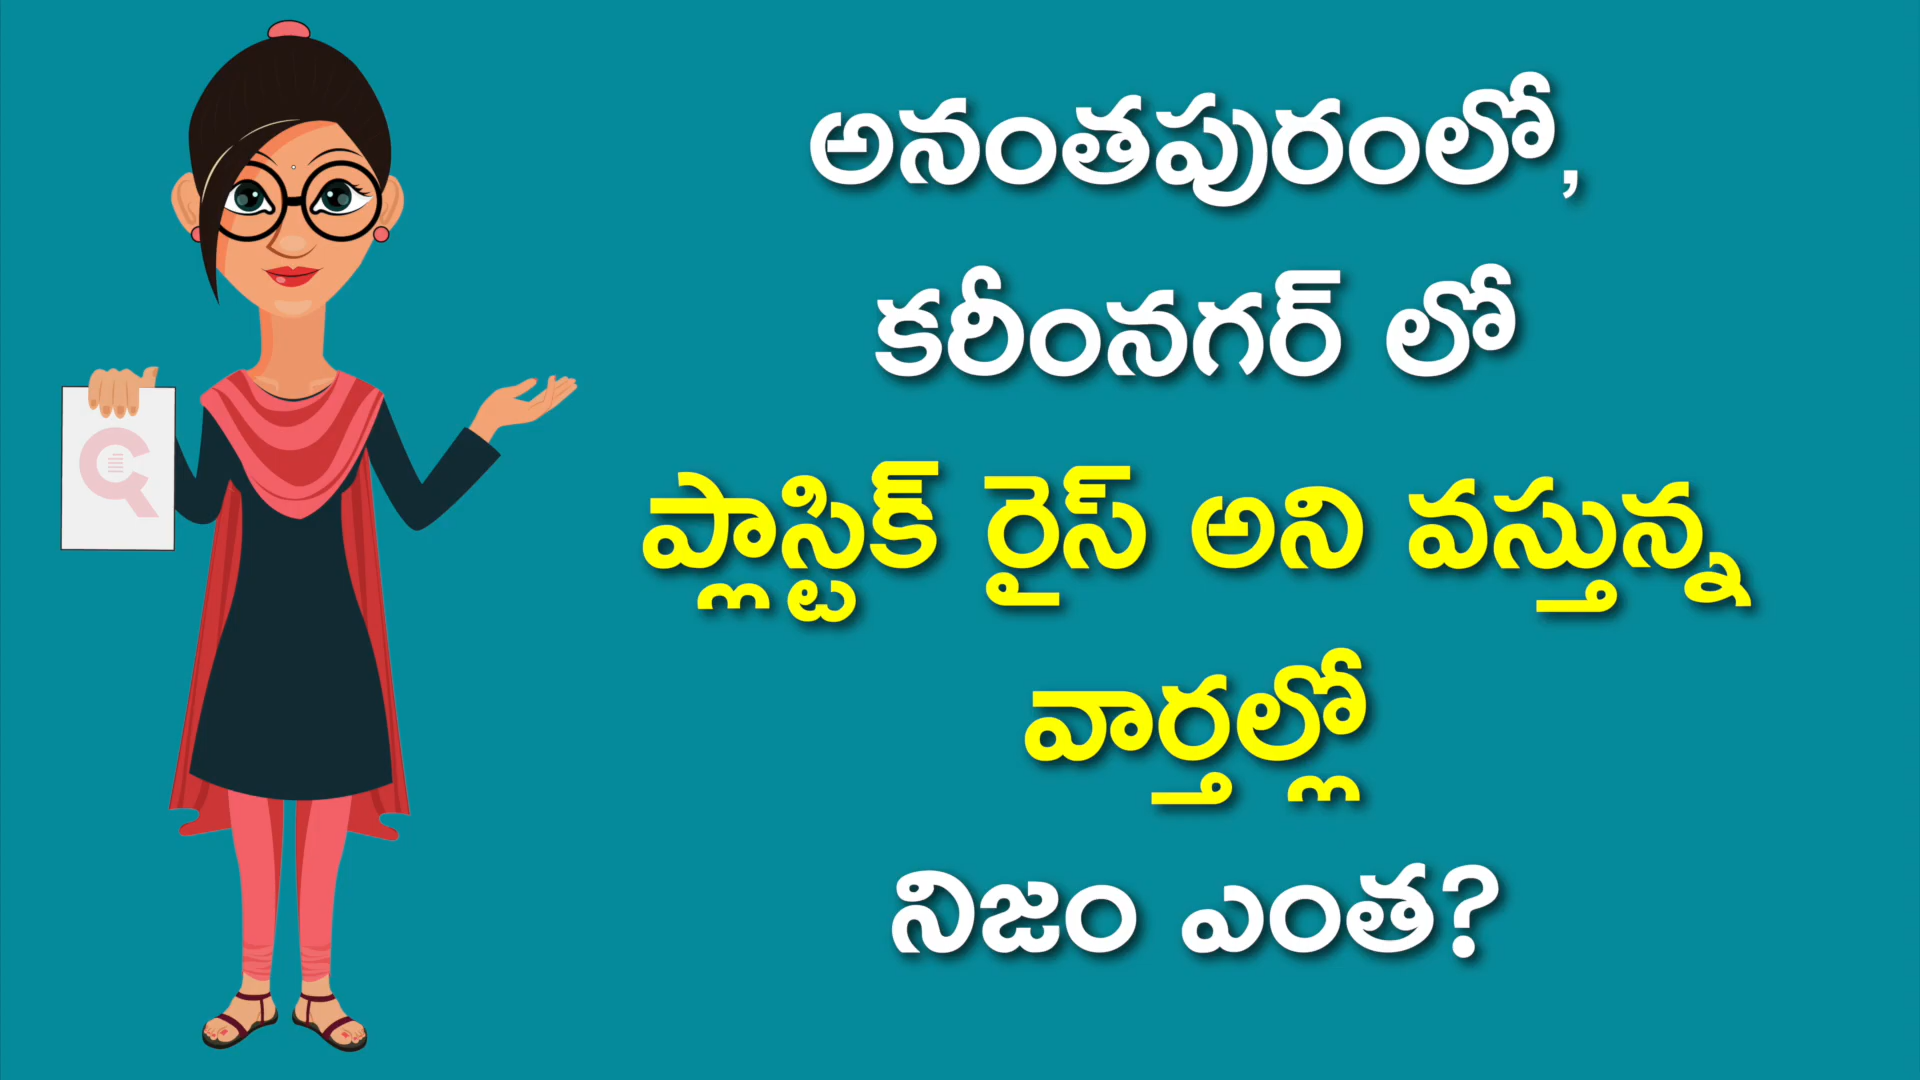 అనంతపురంలో,
కరీంనగర్ లో
ప్లాస్టిక్ రైస్ అని వస్తున్న
వార్తల్లో
నిజం ఎంత?